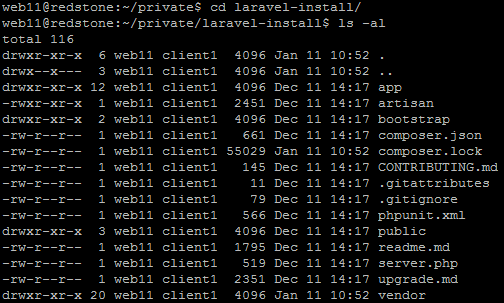 web11@redstone:~/private$ cd laravel-install/
web11@redstone:~/private/laravel-install$ ls -al
total 116
drwxr-xr-x  6 web11 client1  4096 Jan 11 10:52 .
drwx--x---  3 web11 client1  4096 Jan 11 10:52 ..
drwxr-xr-x 12 web11 client1  4096 Dec 11 14:17 app
-rwxr-xr-x  1 web11 client1  2451 Dec 11 14:17 artisan
drwxr-xr-x  2 web11 client1  4096 Dec 11 14:17 bootstrap
-rw-r--r--  1 web11 client1   661 Dec 11 14:17 composer.json
-rw-r--r--  1 web11 client1 55029 Jan 11 10:52 composer.lock
-rw-r--r--  1 web11 client1   145 Dec 11 14:17 CONTRIBUTING.md
-rw-r--r--  1 web11 client1    11 Dec 11 14:17 .gitattributes
-rw-r--r--  1 web11 client1    79 Dec 11 14:17 .gitignore
-rw-r--r--  1 web11 client1   566 Dec 11 14:17 phpunit.xml
drwxr-xr-x  3 web11 client1  4096 Dec 11 14:17 public
-rw-r--r--  1 web11 client1  1795 Dec 11 14:17 readme.md
-rw-r--r--  1 web11 client1   519 Dec 11 14:17 server.php
-rw-r--r--  1 web11 client1  2351 Dec 11 14:17 upgrade.md
drwxr-xr-x 20 web11 client1  4096 Jan 11 10:52 vendor